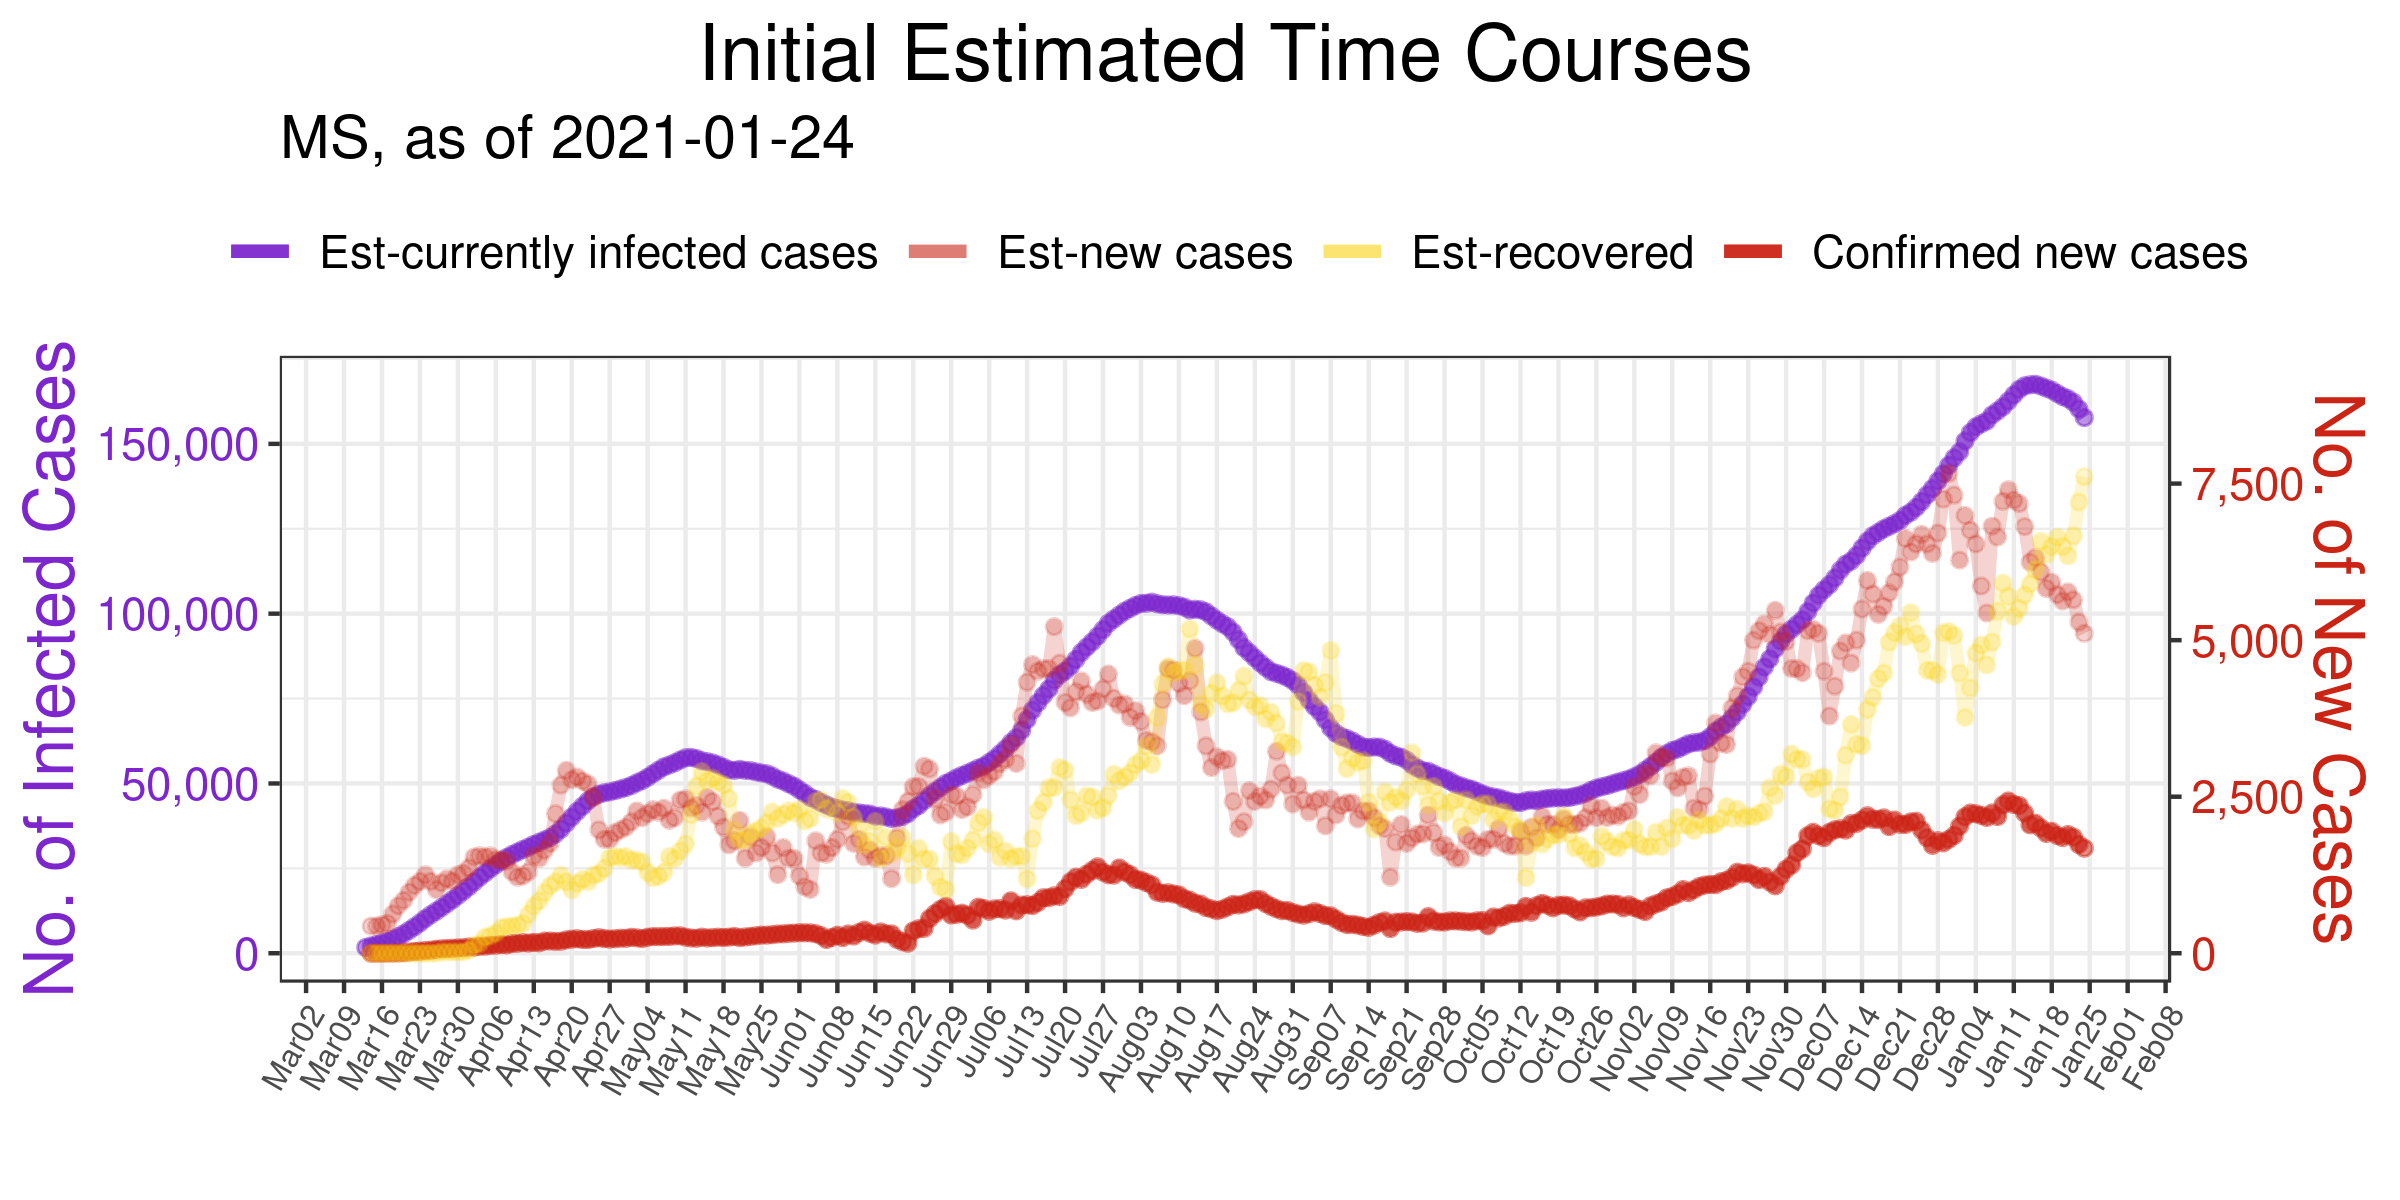 Initial Estimated Time Courses
MS, as of 2021-01-24
Est-currently infected cases Est-new cases Est-recovered Confirmed new cases
No. of Infected Cases
150,000
100,000
50,000
0
7,500
5,000
2,500
0
No. of New Cases
Mar02 Mar09 Mar16 Mar23 Mar30 Apr06 Apr13 Apr20 Apr27 May04 May11 May18 May25 Jun01 Jun08 Jun15 Jun22 Jun29 Jul06 Jul13 Jul20 Jul27 Aug03 Aug10 Aug17 Aug24 Aug31 Sep07 Sep14 Sep21 Sep28 Oct05 Oct12 Oct19 Oct26 Nov02 Nov09 Nov16 Nov23 Nov30 Dec07 Dec14 Dec21 Dec28 Jan04 Jan11 Jan18 Jan25 Feb01 Feb08